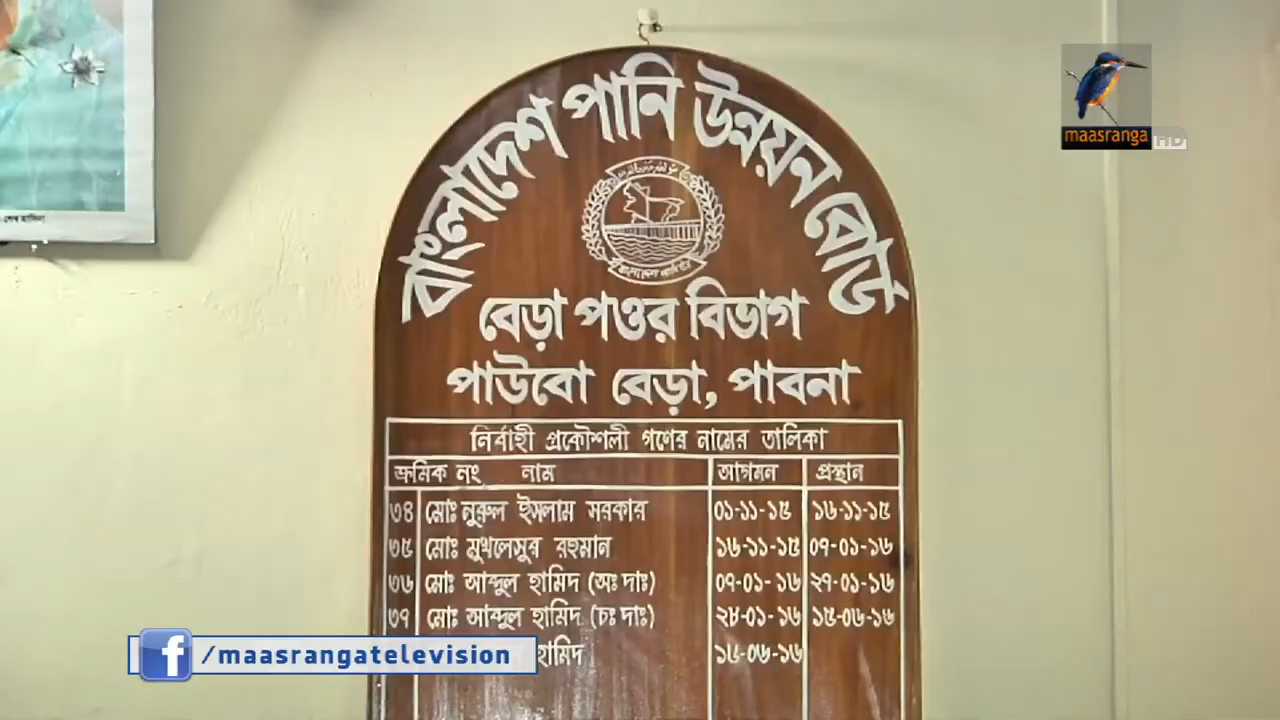 maasranga HD
বাংলাদেশ পানি উন্নয়ন বোর্ড
বেড়া পওর বিভাগ
পাউবো বেড়া, পাবনা
নির্বাহী প্রকৌশলী গণের নামের তালিকা
ক্রমিক নং নাম আগমন প্রস্থান
৩৪ মোঃ নুরুল ইসলাম সরকার ০১-১১-১৫ ১৬-১১-১৫
৩৫ মোঃ মুখলেসুর রহমান ১৬-১১-১৫ ০৭-০১-১৬
৩৬ মোঃ আব্দুল হামিদ (অঃ দাঃ) ০৭-০১-১৬ ২৭-০১-১৬
৩৭ মোঃ আব্দুল হামিদ (চঃ দাঃ) ২৮-০১-১৬ ১৫-০৬-১৬
হামিদ ১৫-০৬-১৬
/maasrangatelevision